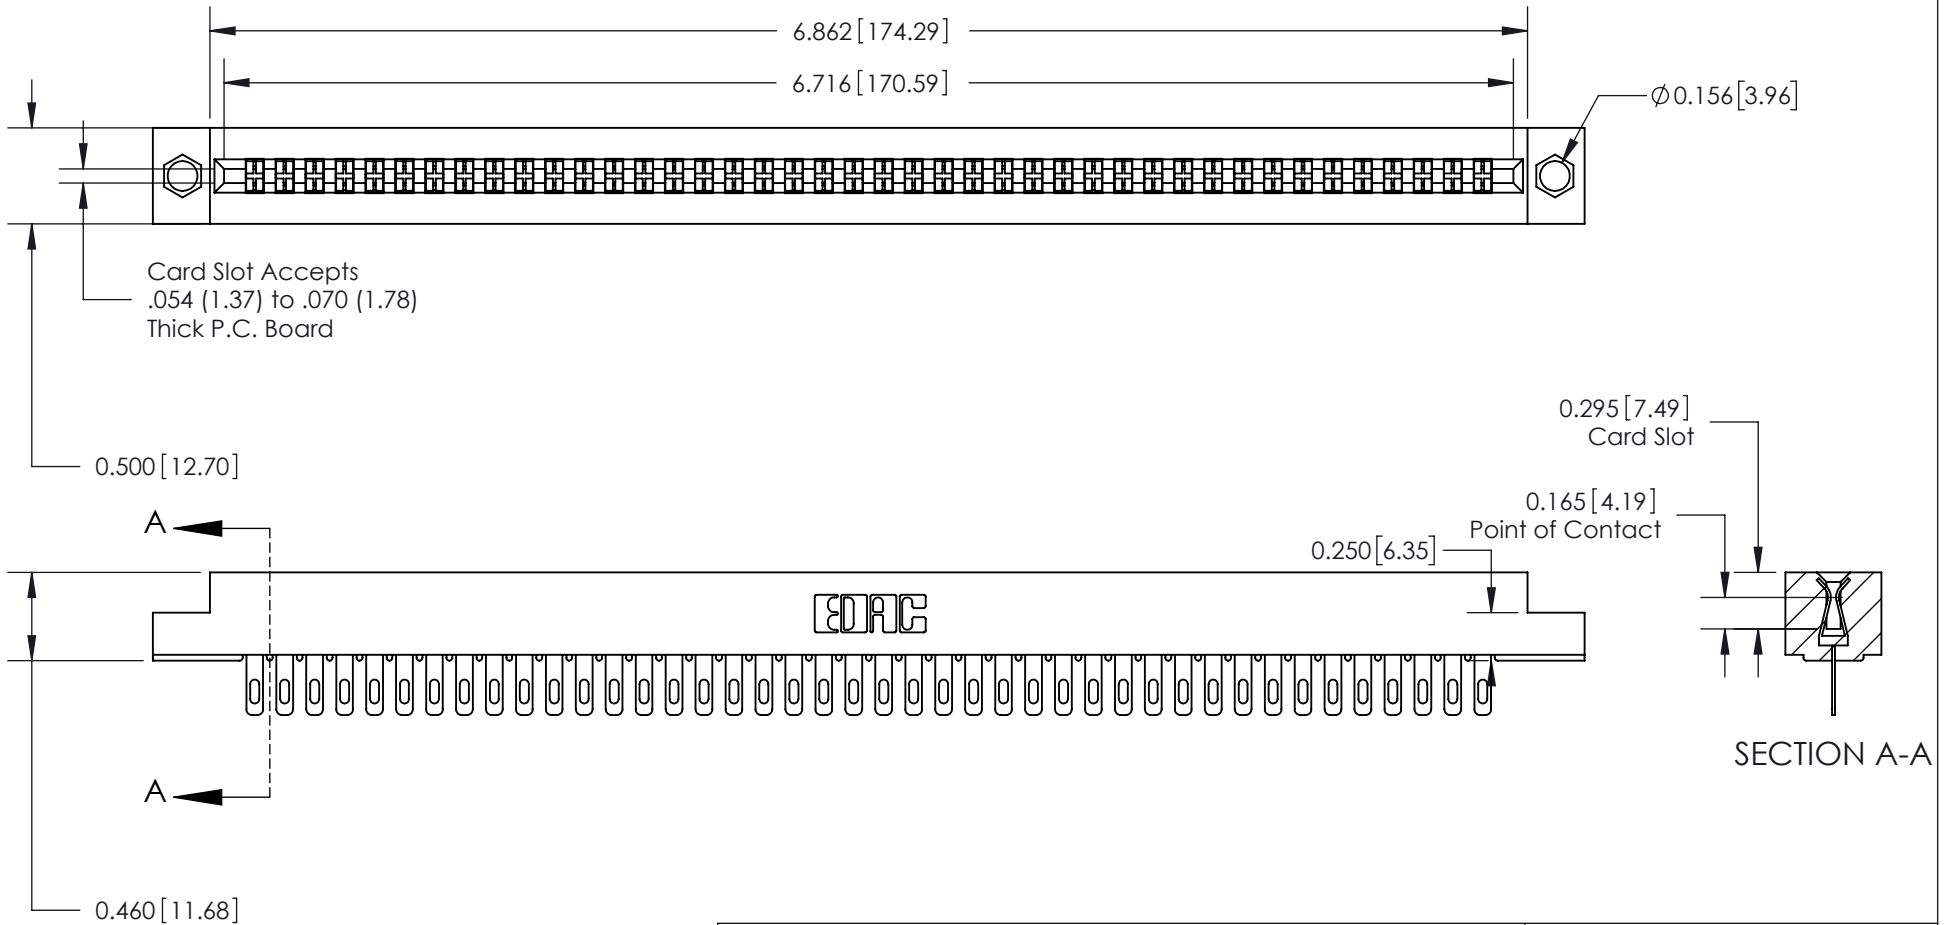 6.862[174.29]
6.716[170.59]
Ø0.156[3.96]
Card Slot Accepts
.054 (1.37) to .070 (1.78)
Thick P.C. Board
0.295[7.49]
Card Slot
0.500[12.70]
0.165[4.19]
Point of Contact
A
0.250[6.35]
EDAC
SECTION A-A
A
0.460[11.68]